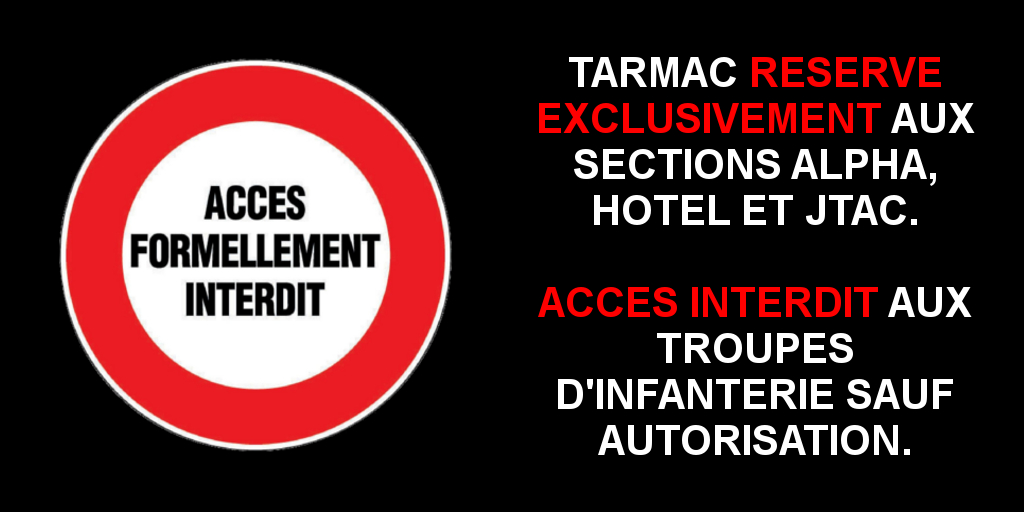 ACCES
FORMELLEMENT
INTERDIT
TARMAC RESERVE
EXCLUSIVEMENT AUX
SECTIONS ALPHA,
HOTEL ET JTAC.
ACCES INTERDIT AUX
TROUPES
D'INFANTERIE SAUF
AUTORISATION.